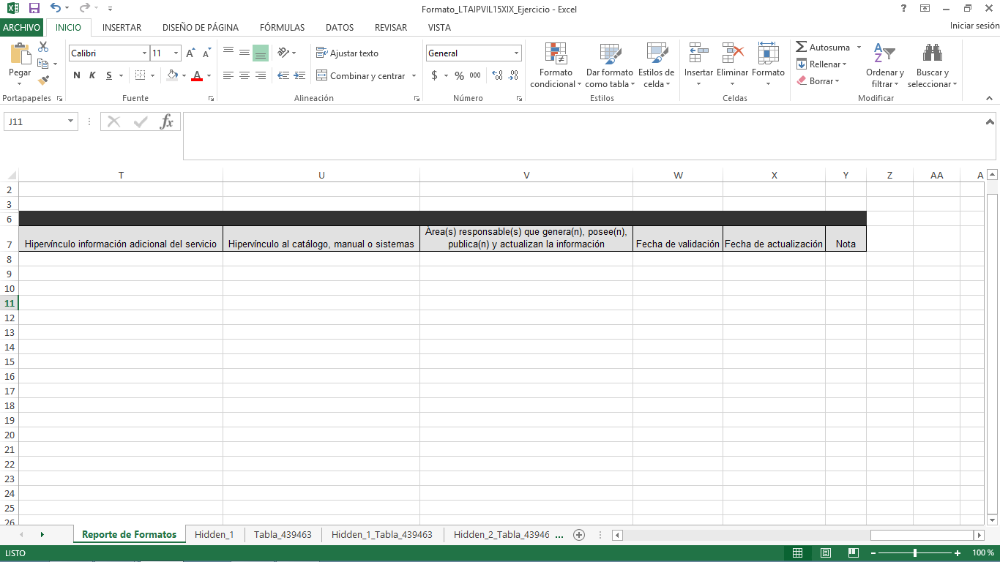 Formato_LTAIPVIL15XIX_Ejercicio - Excel
ARCHIVO INICIO INSERTAR DISEÑO DE PÁGINA FÓRMULAS DATOS REVISAR VISTA Iniciar sesión
Pegar
Portapapeles
Calibri 11
N K S
Fuente
Ajustar texto
Combinar y centrar
Alineación
General
$ % 000
Número
Formato condicional
Dar formato como tabla
Estilos de celda
Estilos
Insertar Eliminar Formato
Celdas
Autosuma
Rellenar
Borrar
Ordenar y filtrar
Buscar y seleccionar
Modificar
J11 fx
T U V W X Y Z AA A
2
3
6
7 Hipervínculo información adicional del servicio Hipervínculo al catálogo, manual o sistemas Área(s) responsable(s) que genera(n), posee(n), publica(n) y actualizan la información Fecha de validación Fecha de actualización Nota
8
9
10
11
12
13
14
15
16
17
18
19
20
21
22
23
24
25
26
Reporte de Formatos Hidden_1 Tabla_439463 Hidden_1_Tabla_439463 Hidden_2_Tabla_43946 ...
LISTO 100 %